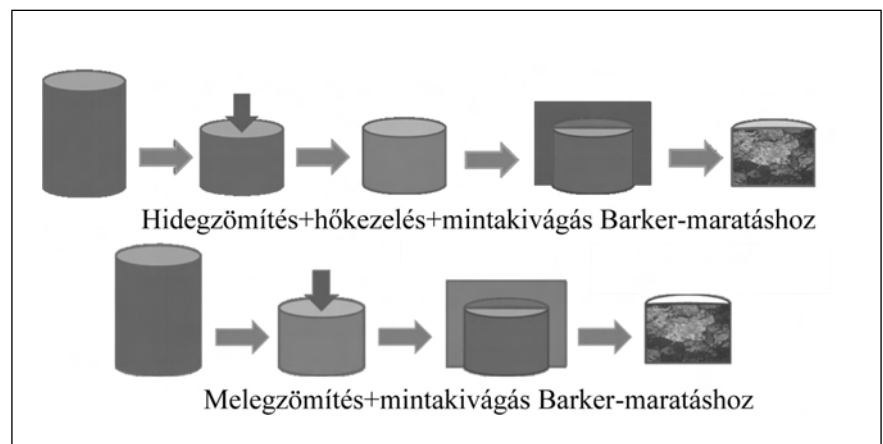 Hidegzömítés+hőkezelés+mintakivágás Barker-maratáshoz
Melegzömítés+mintakivágás Barker-maratáshoz